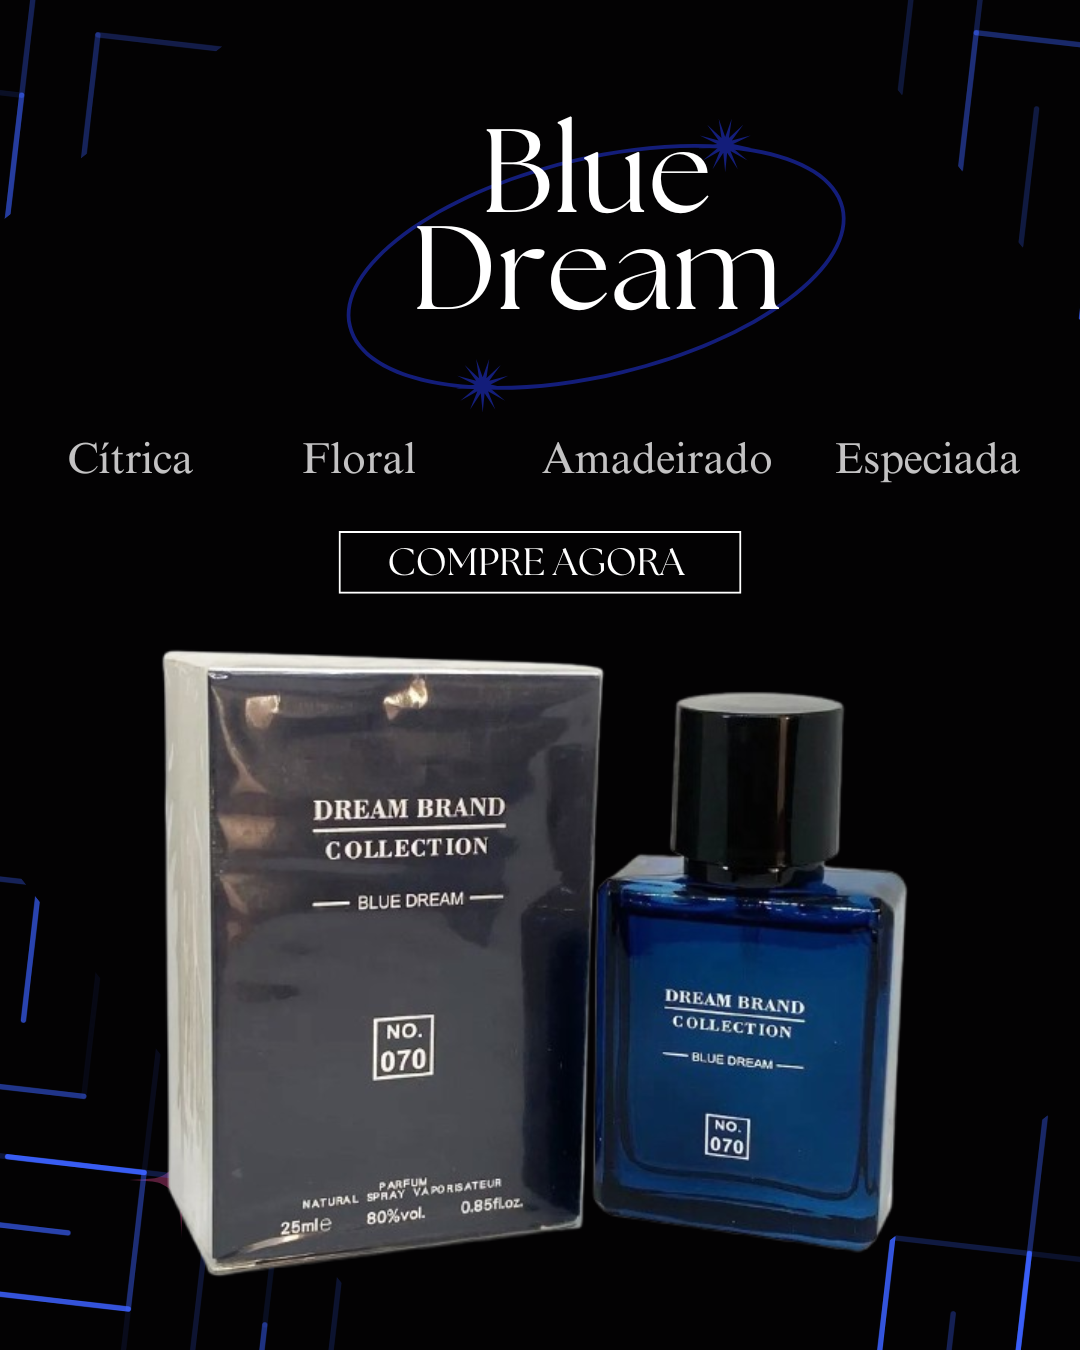 Blue
Dream
Cítrica Floral Amadeirado Especiada
COMPRE AGORA
DREAM BRAND
COLLECTION
BLUE DREAM
NO.
070
PARFUM
NATURAL SPRAY VAPORISATEUR
25ml℮ 80%vol. 0.85fl.oz.
DREAM BRAND
COLLECTION
BLUE DREAM
NO.
070